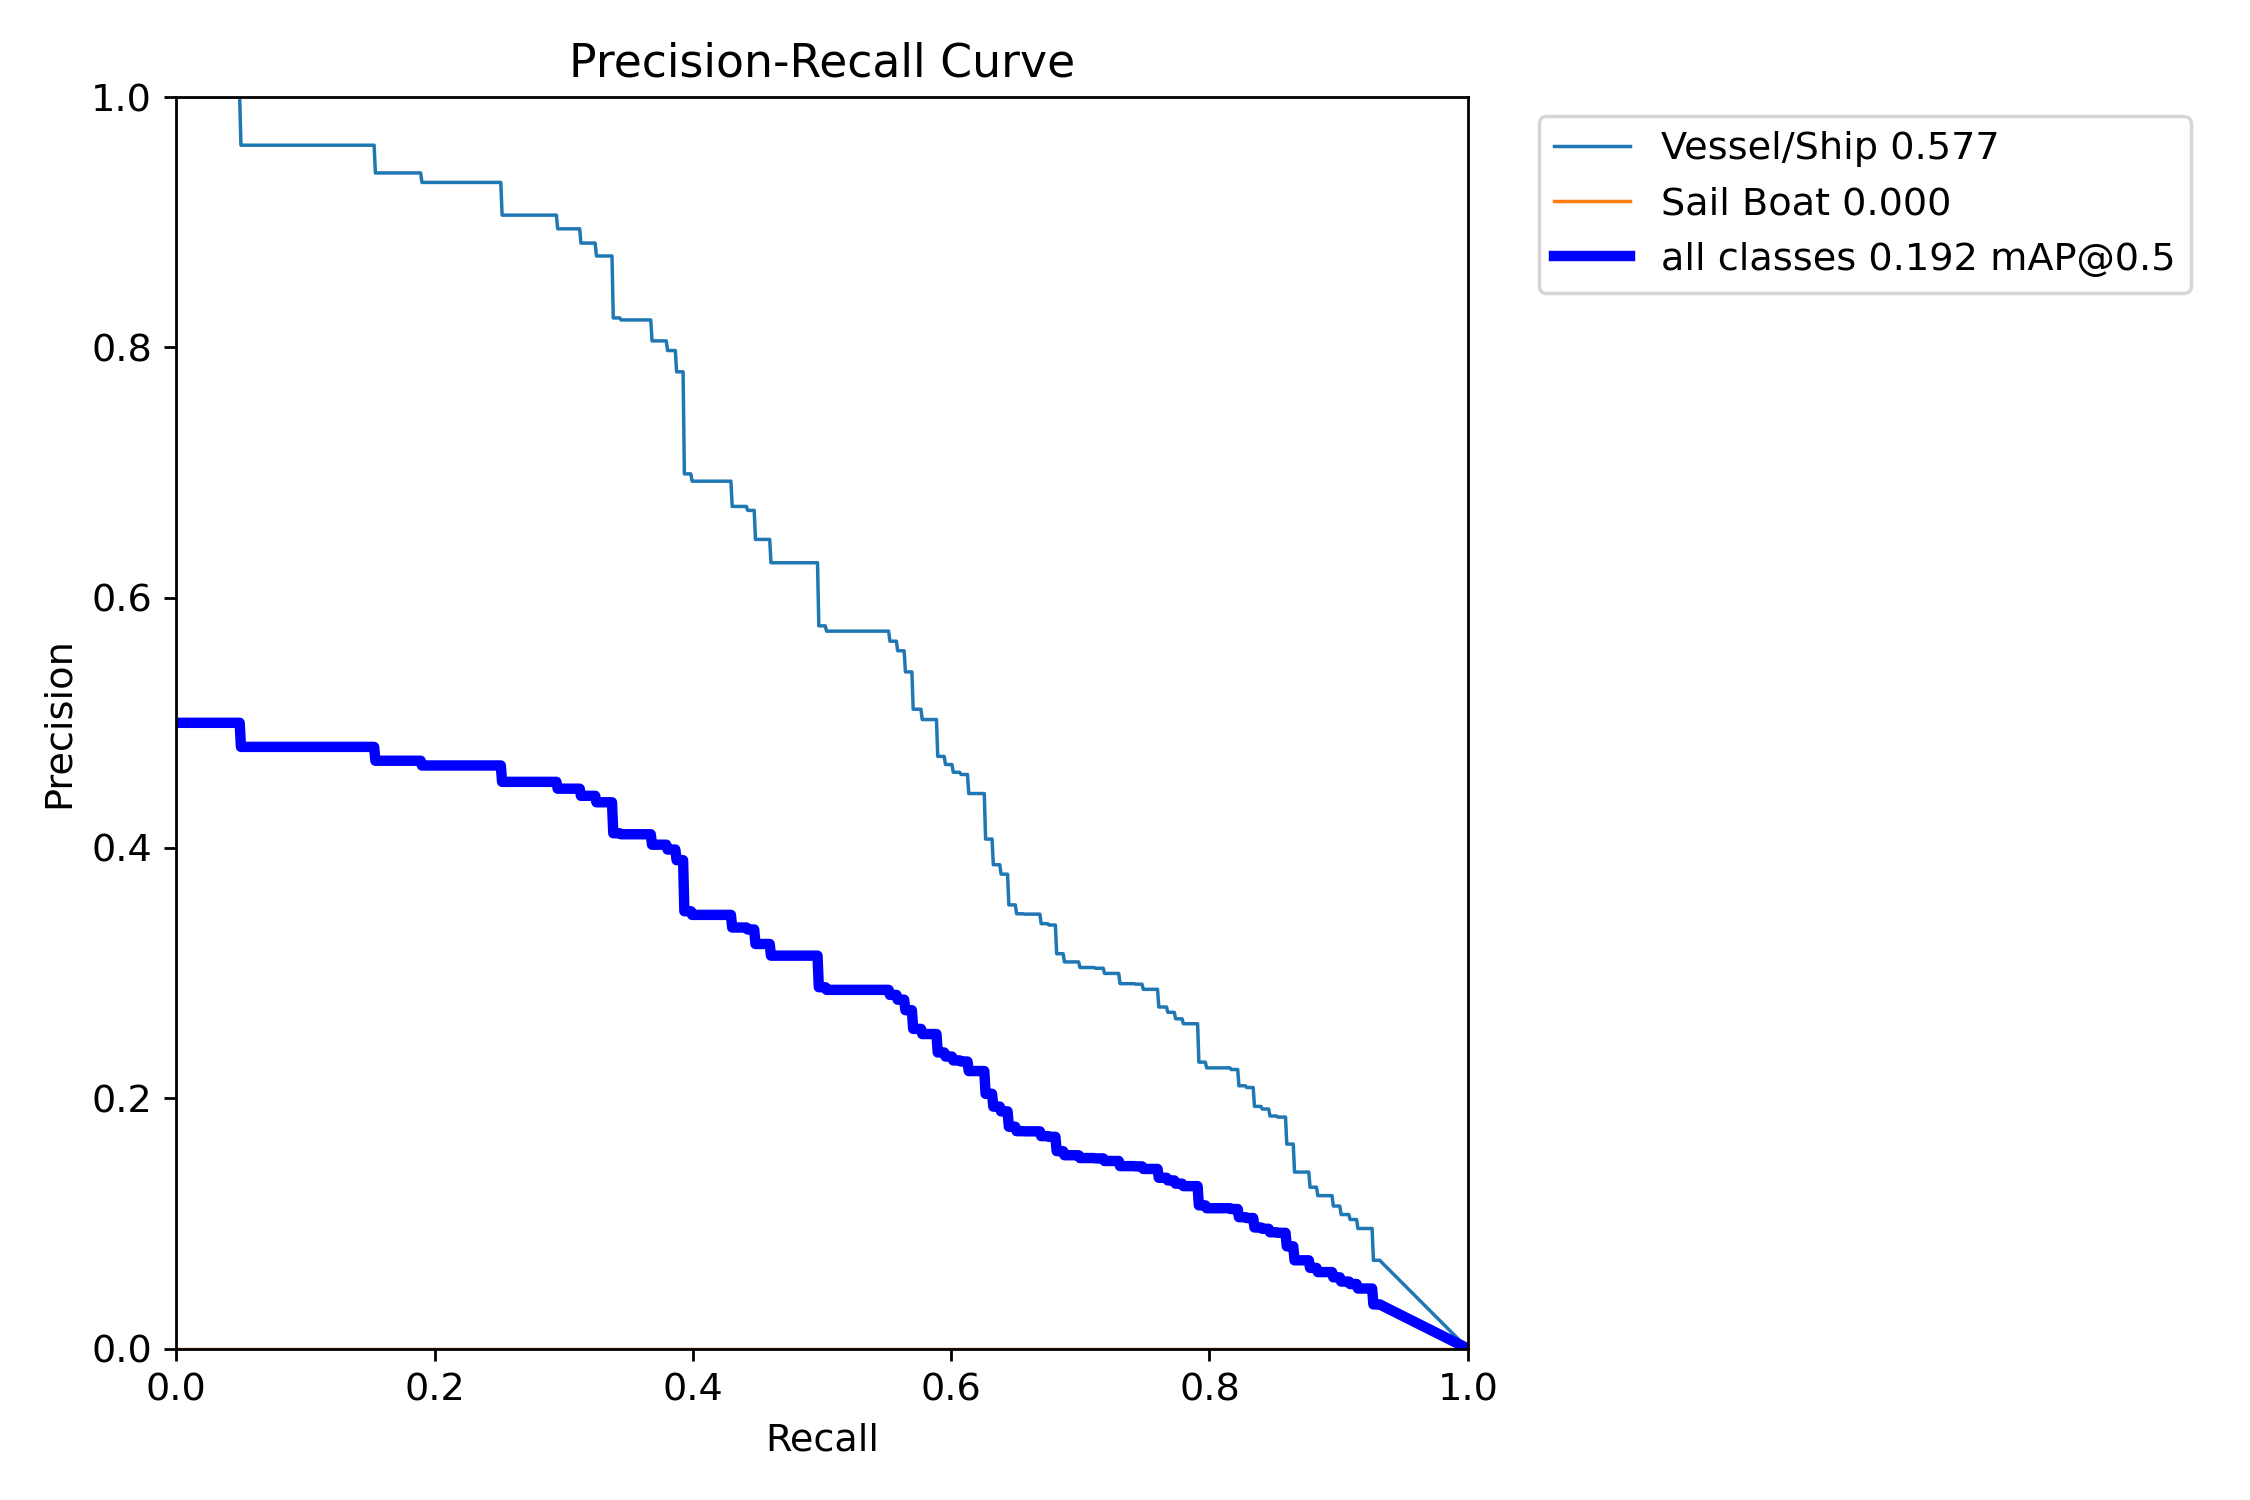 Precision-Recall Curve
1.0
0.8
0.6
0.4
0.2
0.0
Precision
0.0 0.2 0.4 0.6 0.8 1.0
Recall
Vessel/Ship 0.577
Sail Boat 0.000
all classes 0.192 mAP@0.5